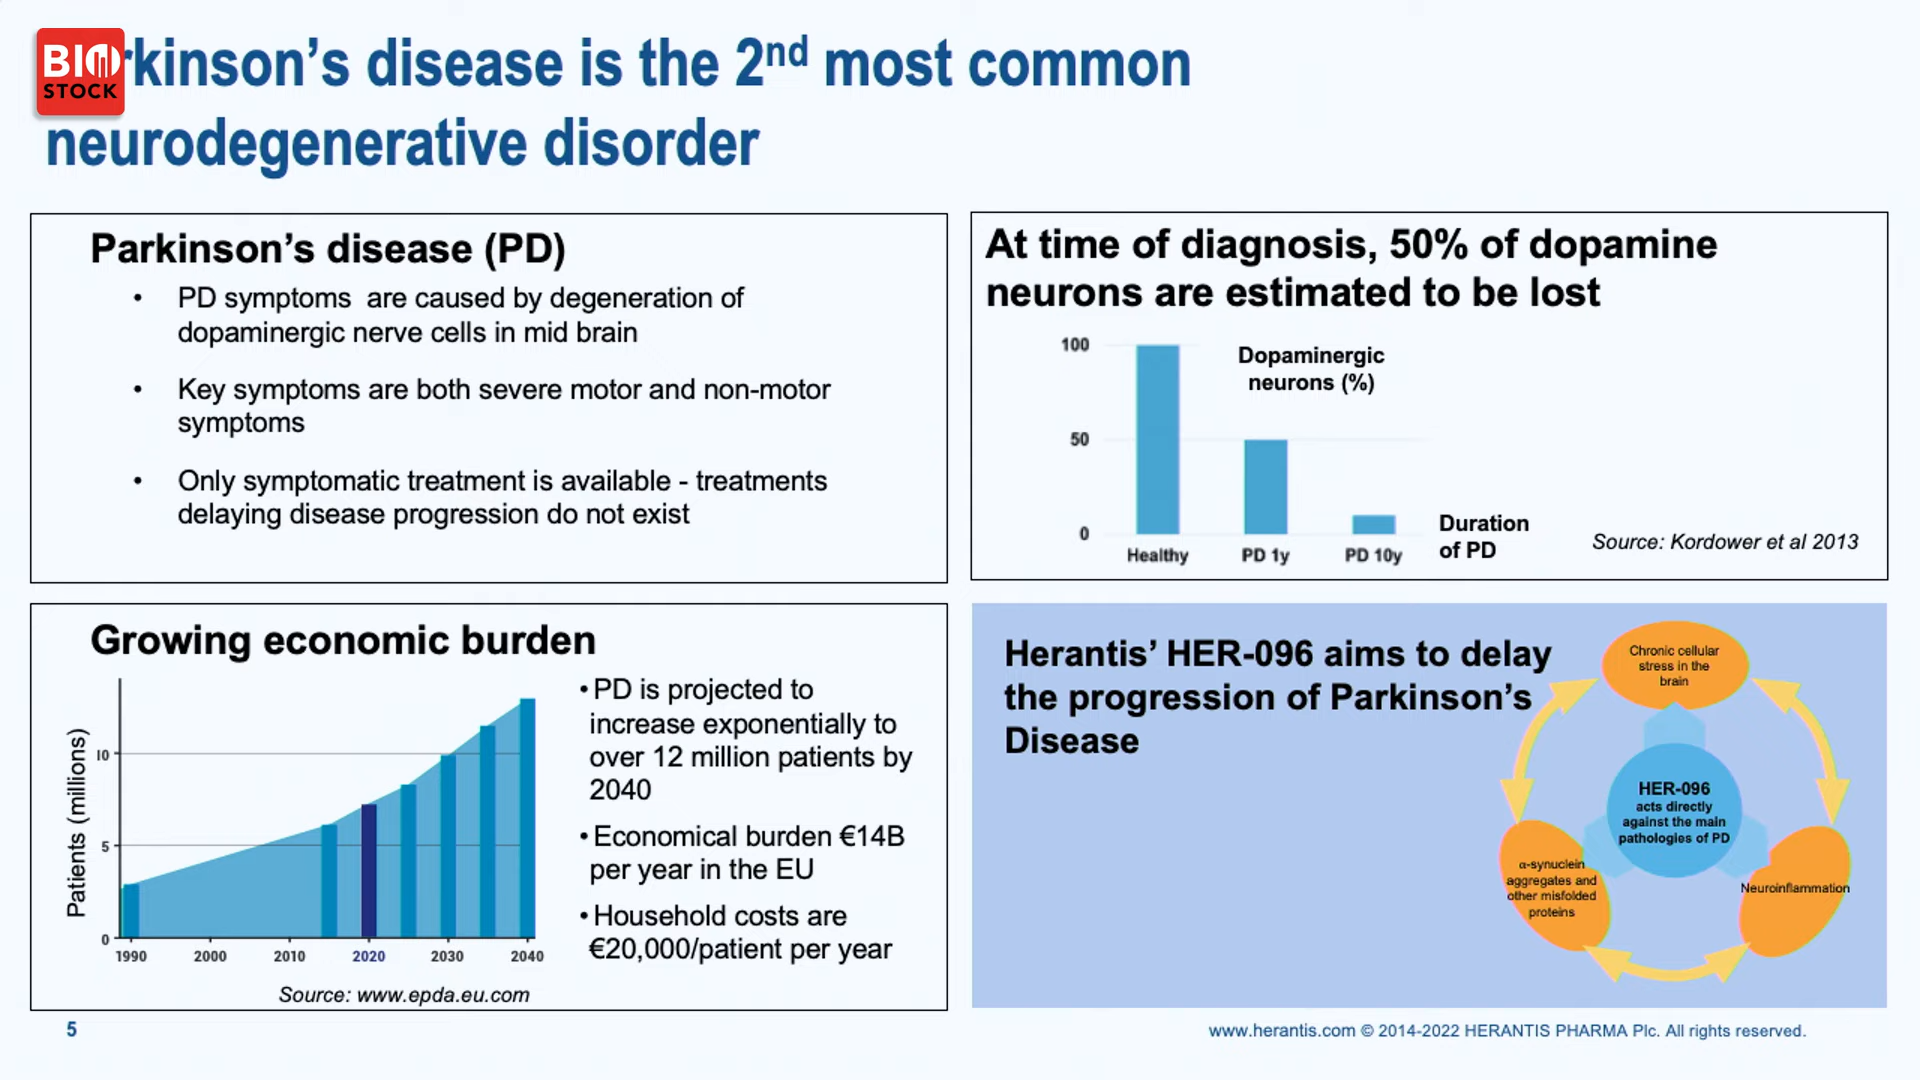 BIO
STOCK
rkinson’s disease is the 2nd most common
neurodegenerative disorder
Parkinson’s disease (PD)
• PD symptoms are caused by degeneration of
dopaminergic nerve cells in mid brain
• Key symptoms are both severe motor and non-motor
symptoms
• Only symptomatic treatment is available - treatments
delaying disease progression do not exist
At time of diagnosis, 50% of dopamine
neurons are estimated to be lost
100
50
0
Dopaminergic
neurons (%)
Healthy
PD 1y
PD 10y
Duration
of PD
Source: Kordower et al 2013
Growing economic burden
Patients (millions)
10
5
0
1990
2000
2010
2020
2030
2040
Source: www.epda.eu.com
• PD is projected to
increase exponentially to
over 12 million patients by
2040
• Economical burden €14B
per year in the EU
• Household costs are
€20,000/patient per year
Herantis’ HER-096 aims to delay
the progression of Parkinson’s
Disease
Chronic cellular
stress in the
brain
HER-096
acts directly
against the main
pathologies of PD
α-synuclein
aggregates and
other misfolded
proteins
Neuroinflammation
5
www.herantis.com © 2014-2022 HERANTIS PHARMA Plc. All rights reserved.